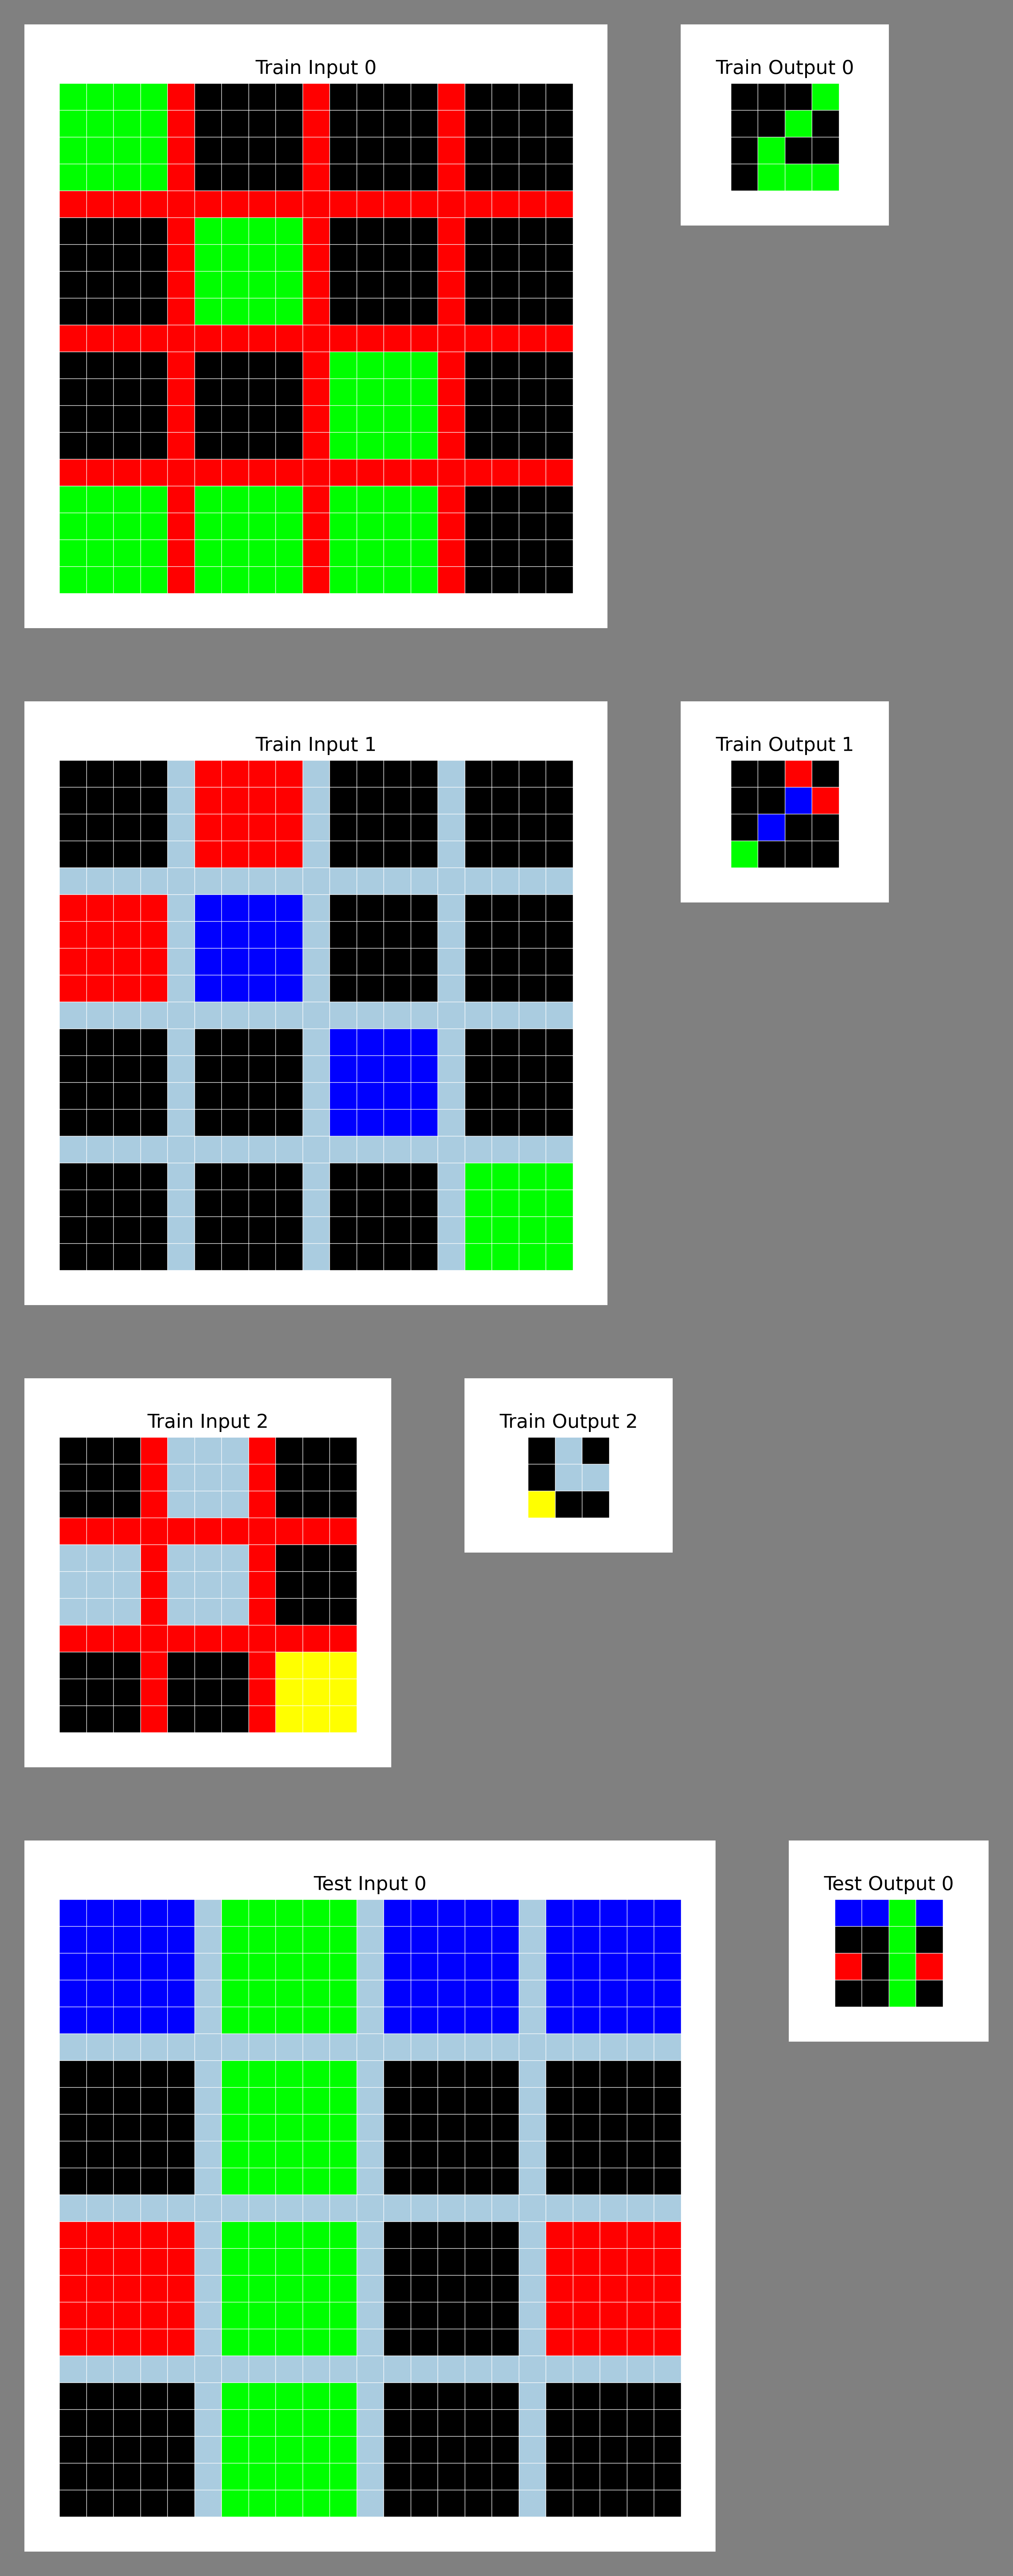 Train Input 0
Train Output 0
Train Input 1
Train Output 1
Train Input 2
Train Output 2
Test Input 0
Test Output 0